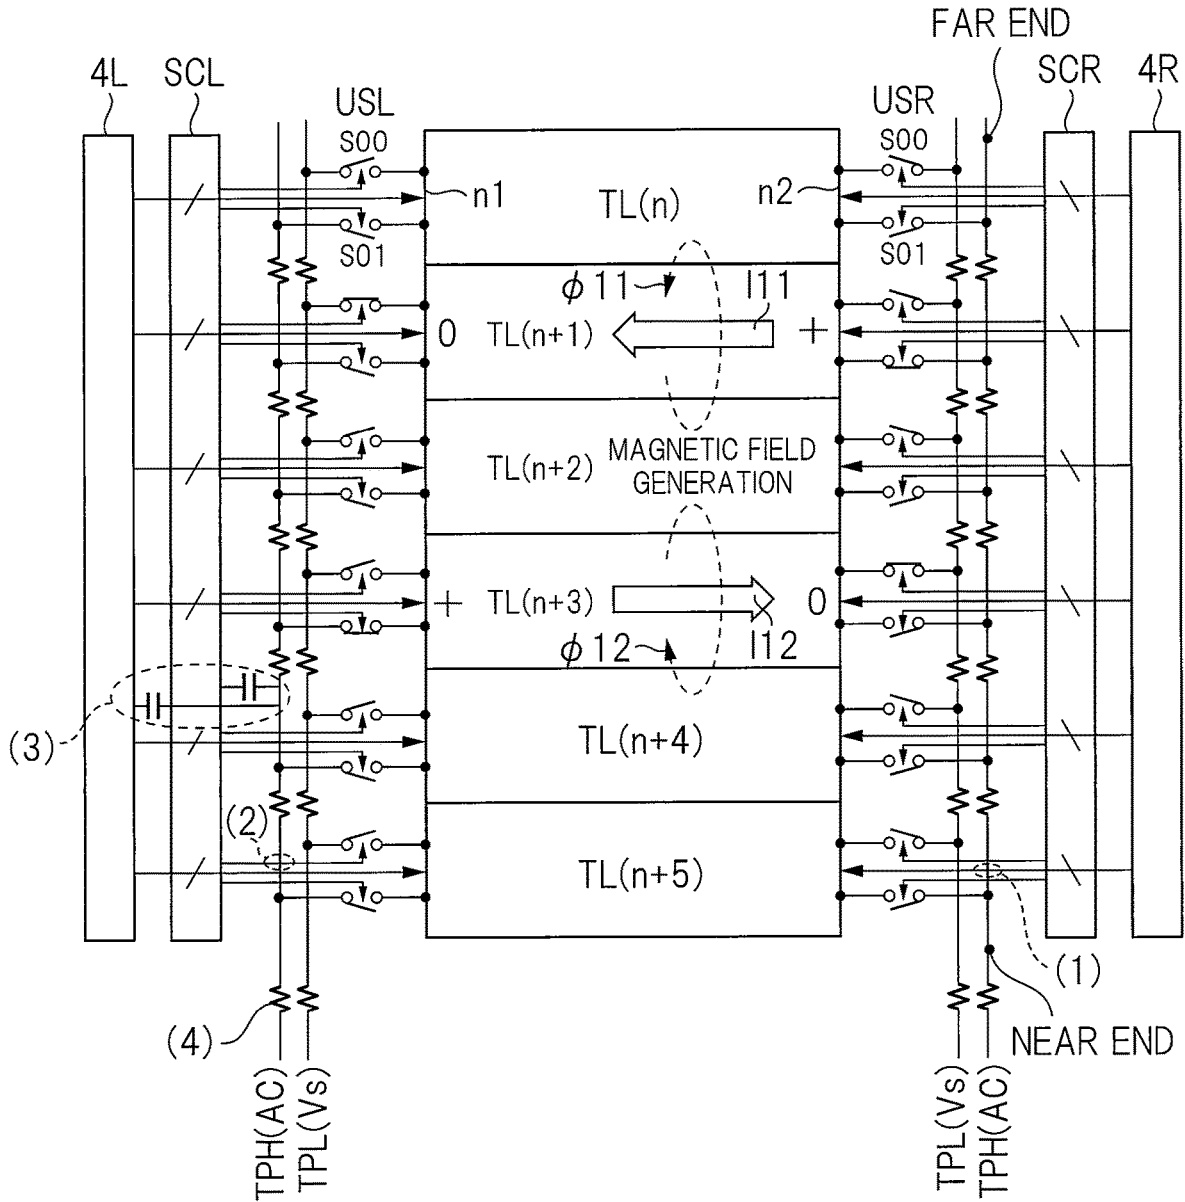 FAR END
4L SCL SCR 4R
USL USR
S00 S00
n1 TL(n) n2
S01 S01
ϕ11 I11
0 TL(n+1) +
TL(n+2) MAGNETIC FIELD
GENERATION
+ TL(n+3) 0
ϕ12 I12
(3) TL(n+4)
(2)
TL(n+5)
(1)
(4) NEAR END
TPH(AC)
TPL(Vs)
TPL(Vs)
TPH(AC)